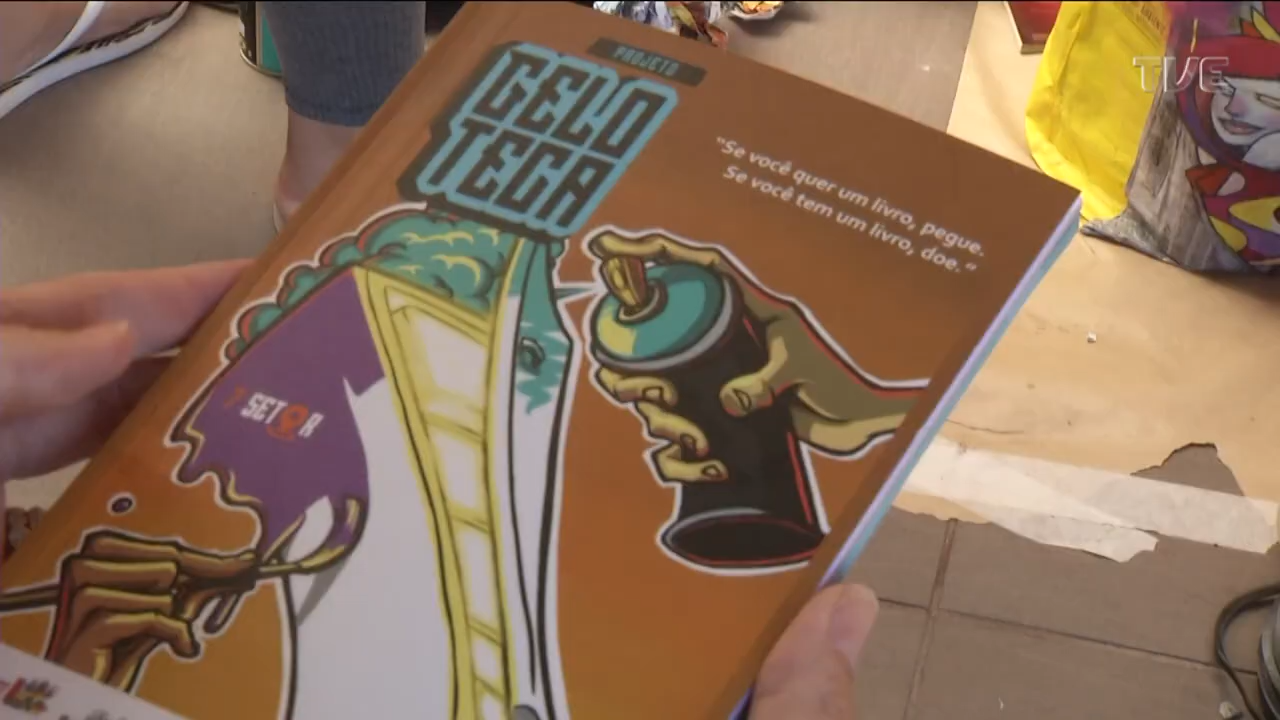 PROJETO
GELO
TECA
"Se você quer um livro, pegue.
Se você tem um livro, doe."
SETOR
TVE